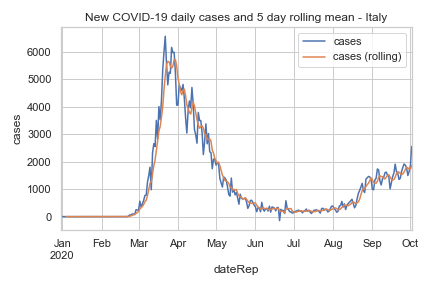 New COVID-19 daily cases and 5 day rolling mean - Italy
cases
cases (rolling)
cases
6000
5000
4000
3000
2000
1000
0
Jan Feb Mar Apr May Jun Jul Aug Sep Oct
2020
dateRep